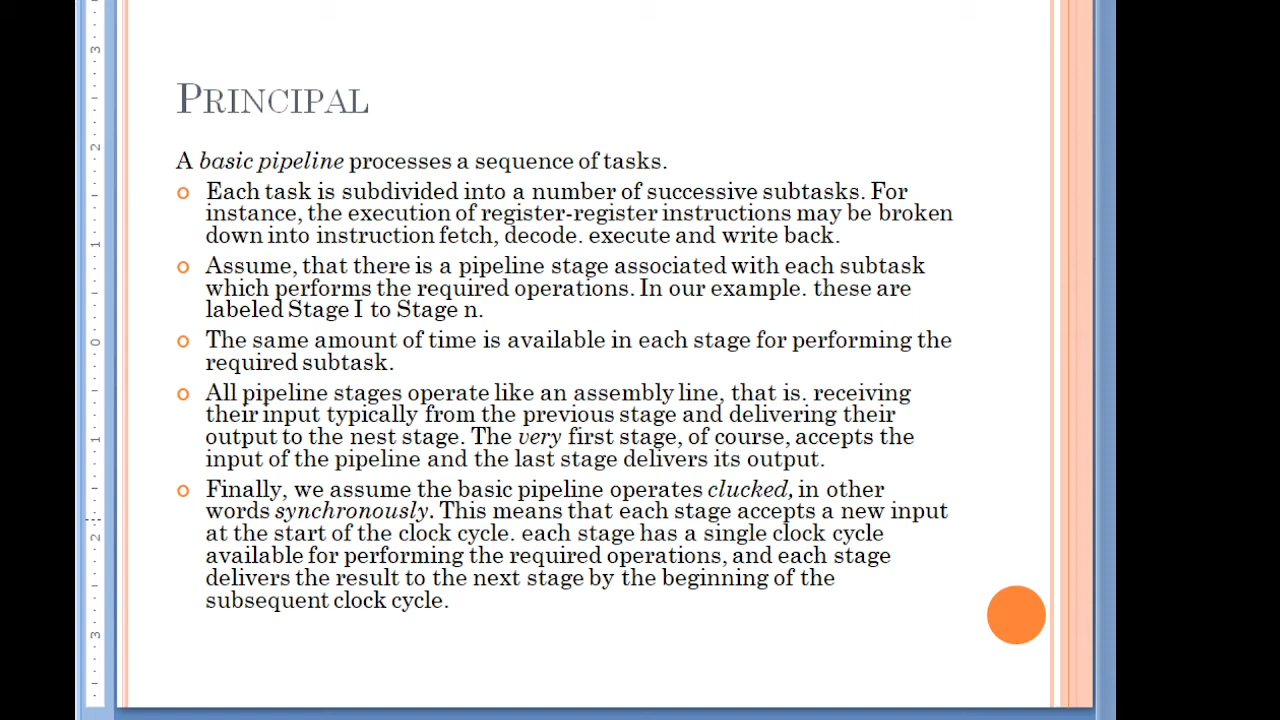 PRINCIPAL
A basic pipeline processes a sequence of tasks.
Each task is subdivided into a number of successive subtasks. For
instance, the execution of register-register instructions may be broken
down into instruction fetch, decode. execute and write back.
Assume, that there is a pipeline stage associated with each subtask
which performs the required operations. In our example. these are
labeled Stage I to Stage n.
The same amount of time is available in each stage for performing the
required subtask.
All pipeline stages operate like an assembly line, that is. receiving
their input typically from the previous stage and delivering their
output to the nest stage. The very first stage, of course, accepts the
input of the pipeline and the last stage delivers its output.
Finally, we assume the basic pipeline operates clucked, in other
words synchronously. This means that each stage accepts a new input
at the start of the clock cycle. each stage has a single clock cycle
available for performing the required operations, and each stage
delivers the result to the next stage by the beginning of the
subsequent clock cycle.
3
2
1
0
1
2
3